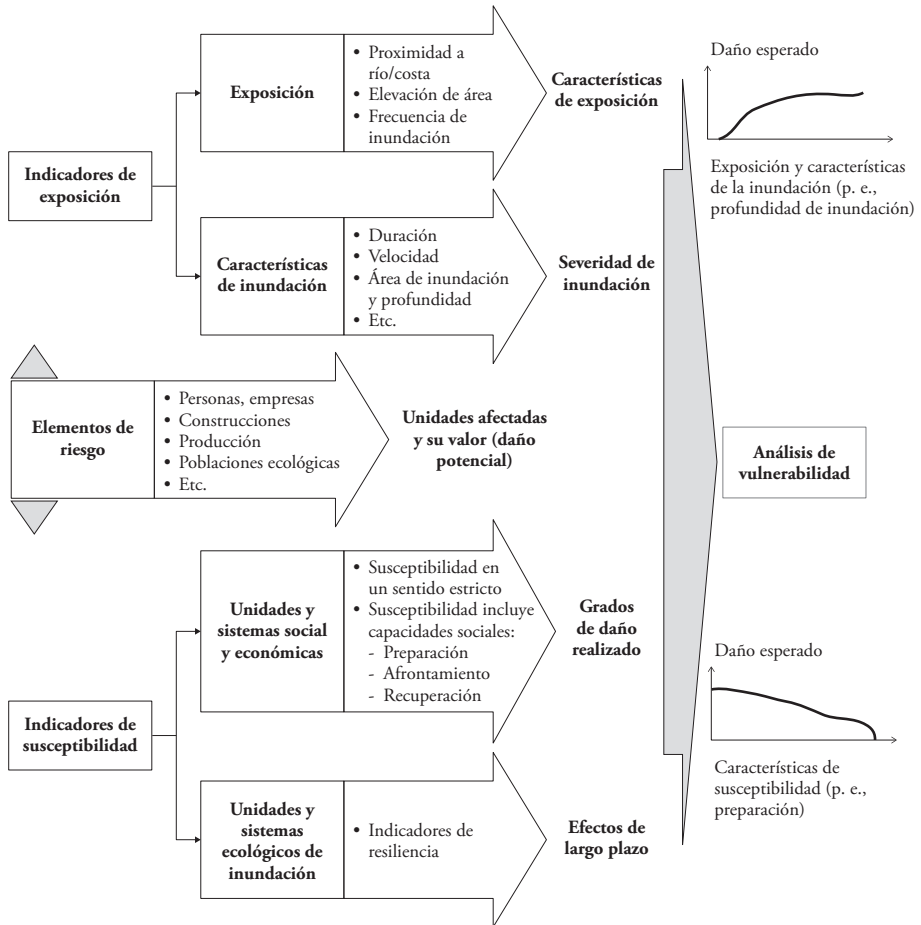 Indicadores de
exposición
Exposición
• Proximidad a
río/costa
• Elevación de área
• Frecuencia de
inundación
Características
de exposición
Características
de inundación
• Duración
• Velocidad
• Área de inundación
y profundidad
• Etc.
Severidad de
inundación
Elementos de
riesgo
• Personas, empresas
• Construcciones
• Producción
• Poblaciones ecológicas
• Etc.
Unidades afectadas
y su valor (daño
potencial)
Indicadores de
susceptibilidad
Unidades y
sistemas social
y económicas
• Susceptibilidad en
un sentido estricto
• Susceptibilidad incluye
capacidades sociales:
- Preparación
- Afrontamiento
- Recuperación
Grados
de daño
realizado
Unidades y
sistemas
ecológicos de
inundación
• Indicadores de
resiliencia
Efectos de
largo plazo
Daño esperado
Exposición y características
de la inundación (p. e.,
profundidad de inundación)
Análisis de
vulnerabilidad
Daño esperado
Características de
susceptibilidad (p. e.,
preparación)